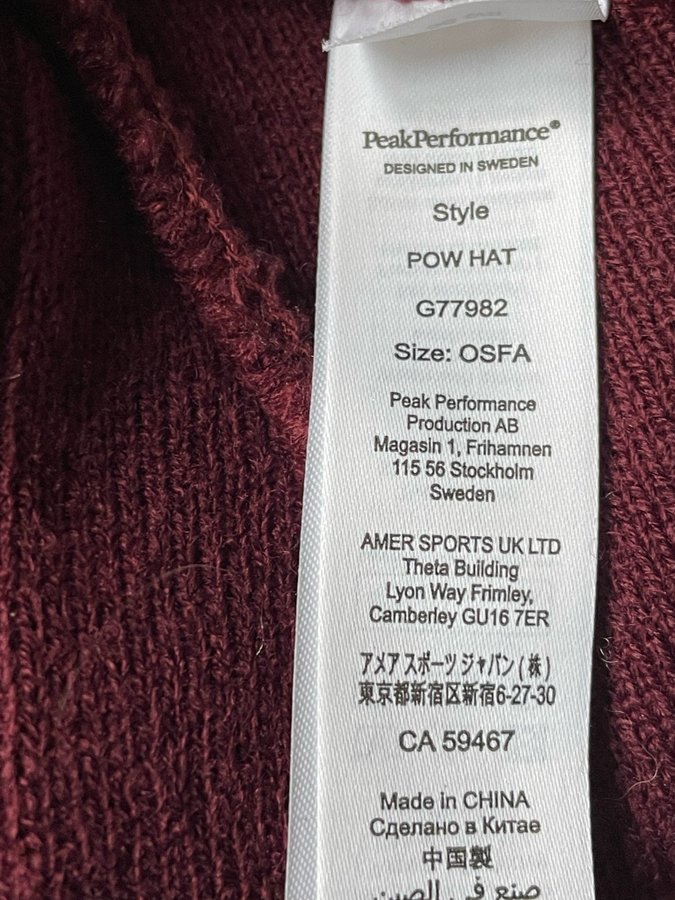 PeakPerformance®
DESIGNED IN SWEDEN
Style
POW HAT
G77982
Size: OSFA
Peak Performance
Production AB
Magasin 1, Frihamnen
115 56 Stockholm
Sweden
AMER SPORTS UK LTD
Theta Building
Lyon Way Frimley,
Camberley GU16 7ER
アメア スポーツ ジャパン (株)
東京都新宿区新宿6-27-30
CA 59467
Made in CHINA
Сделано в Китае
中国製
صنع في الصين